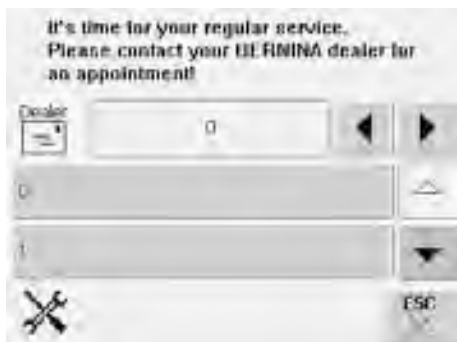 It's time for your regular service.
Please contact your BERNINA dealer for
an appointment!
Dealer
0
0
1
ESC